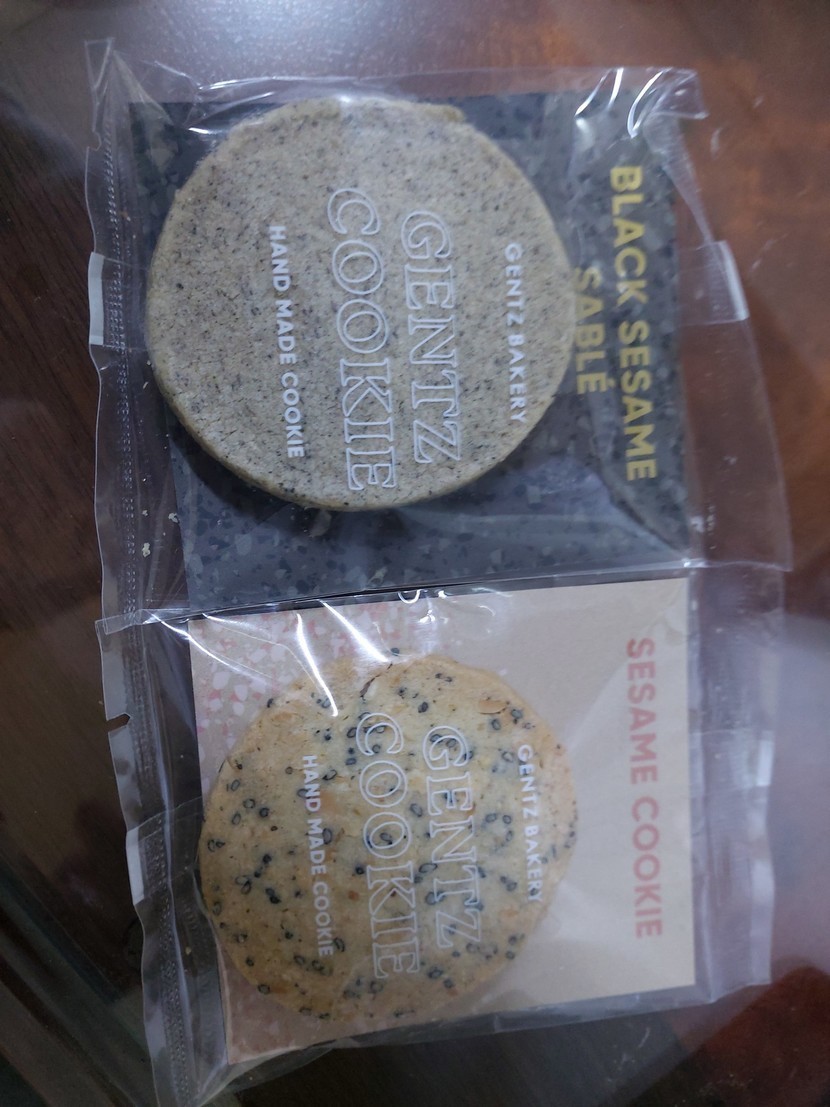 BLACK SESAME
SABLÉ
GENTZ BAKERY
GENTZ
COOKIE
HAND MADE COOKIE
SESAME COOKIE
GENTZ BAKERY
GENTZ
COOKIE
HAND MADE COOKIE